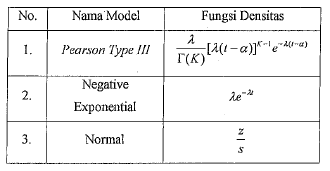 No. Nama Model Fungsi Densitas
1. Pearson Type III λ/Γ(K) [λ(t−α)]^{K−1} e^{−λ(t−α)}
2. Negative Exponential λe^{−λt}
3. Normal z/s